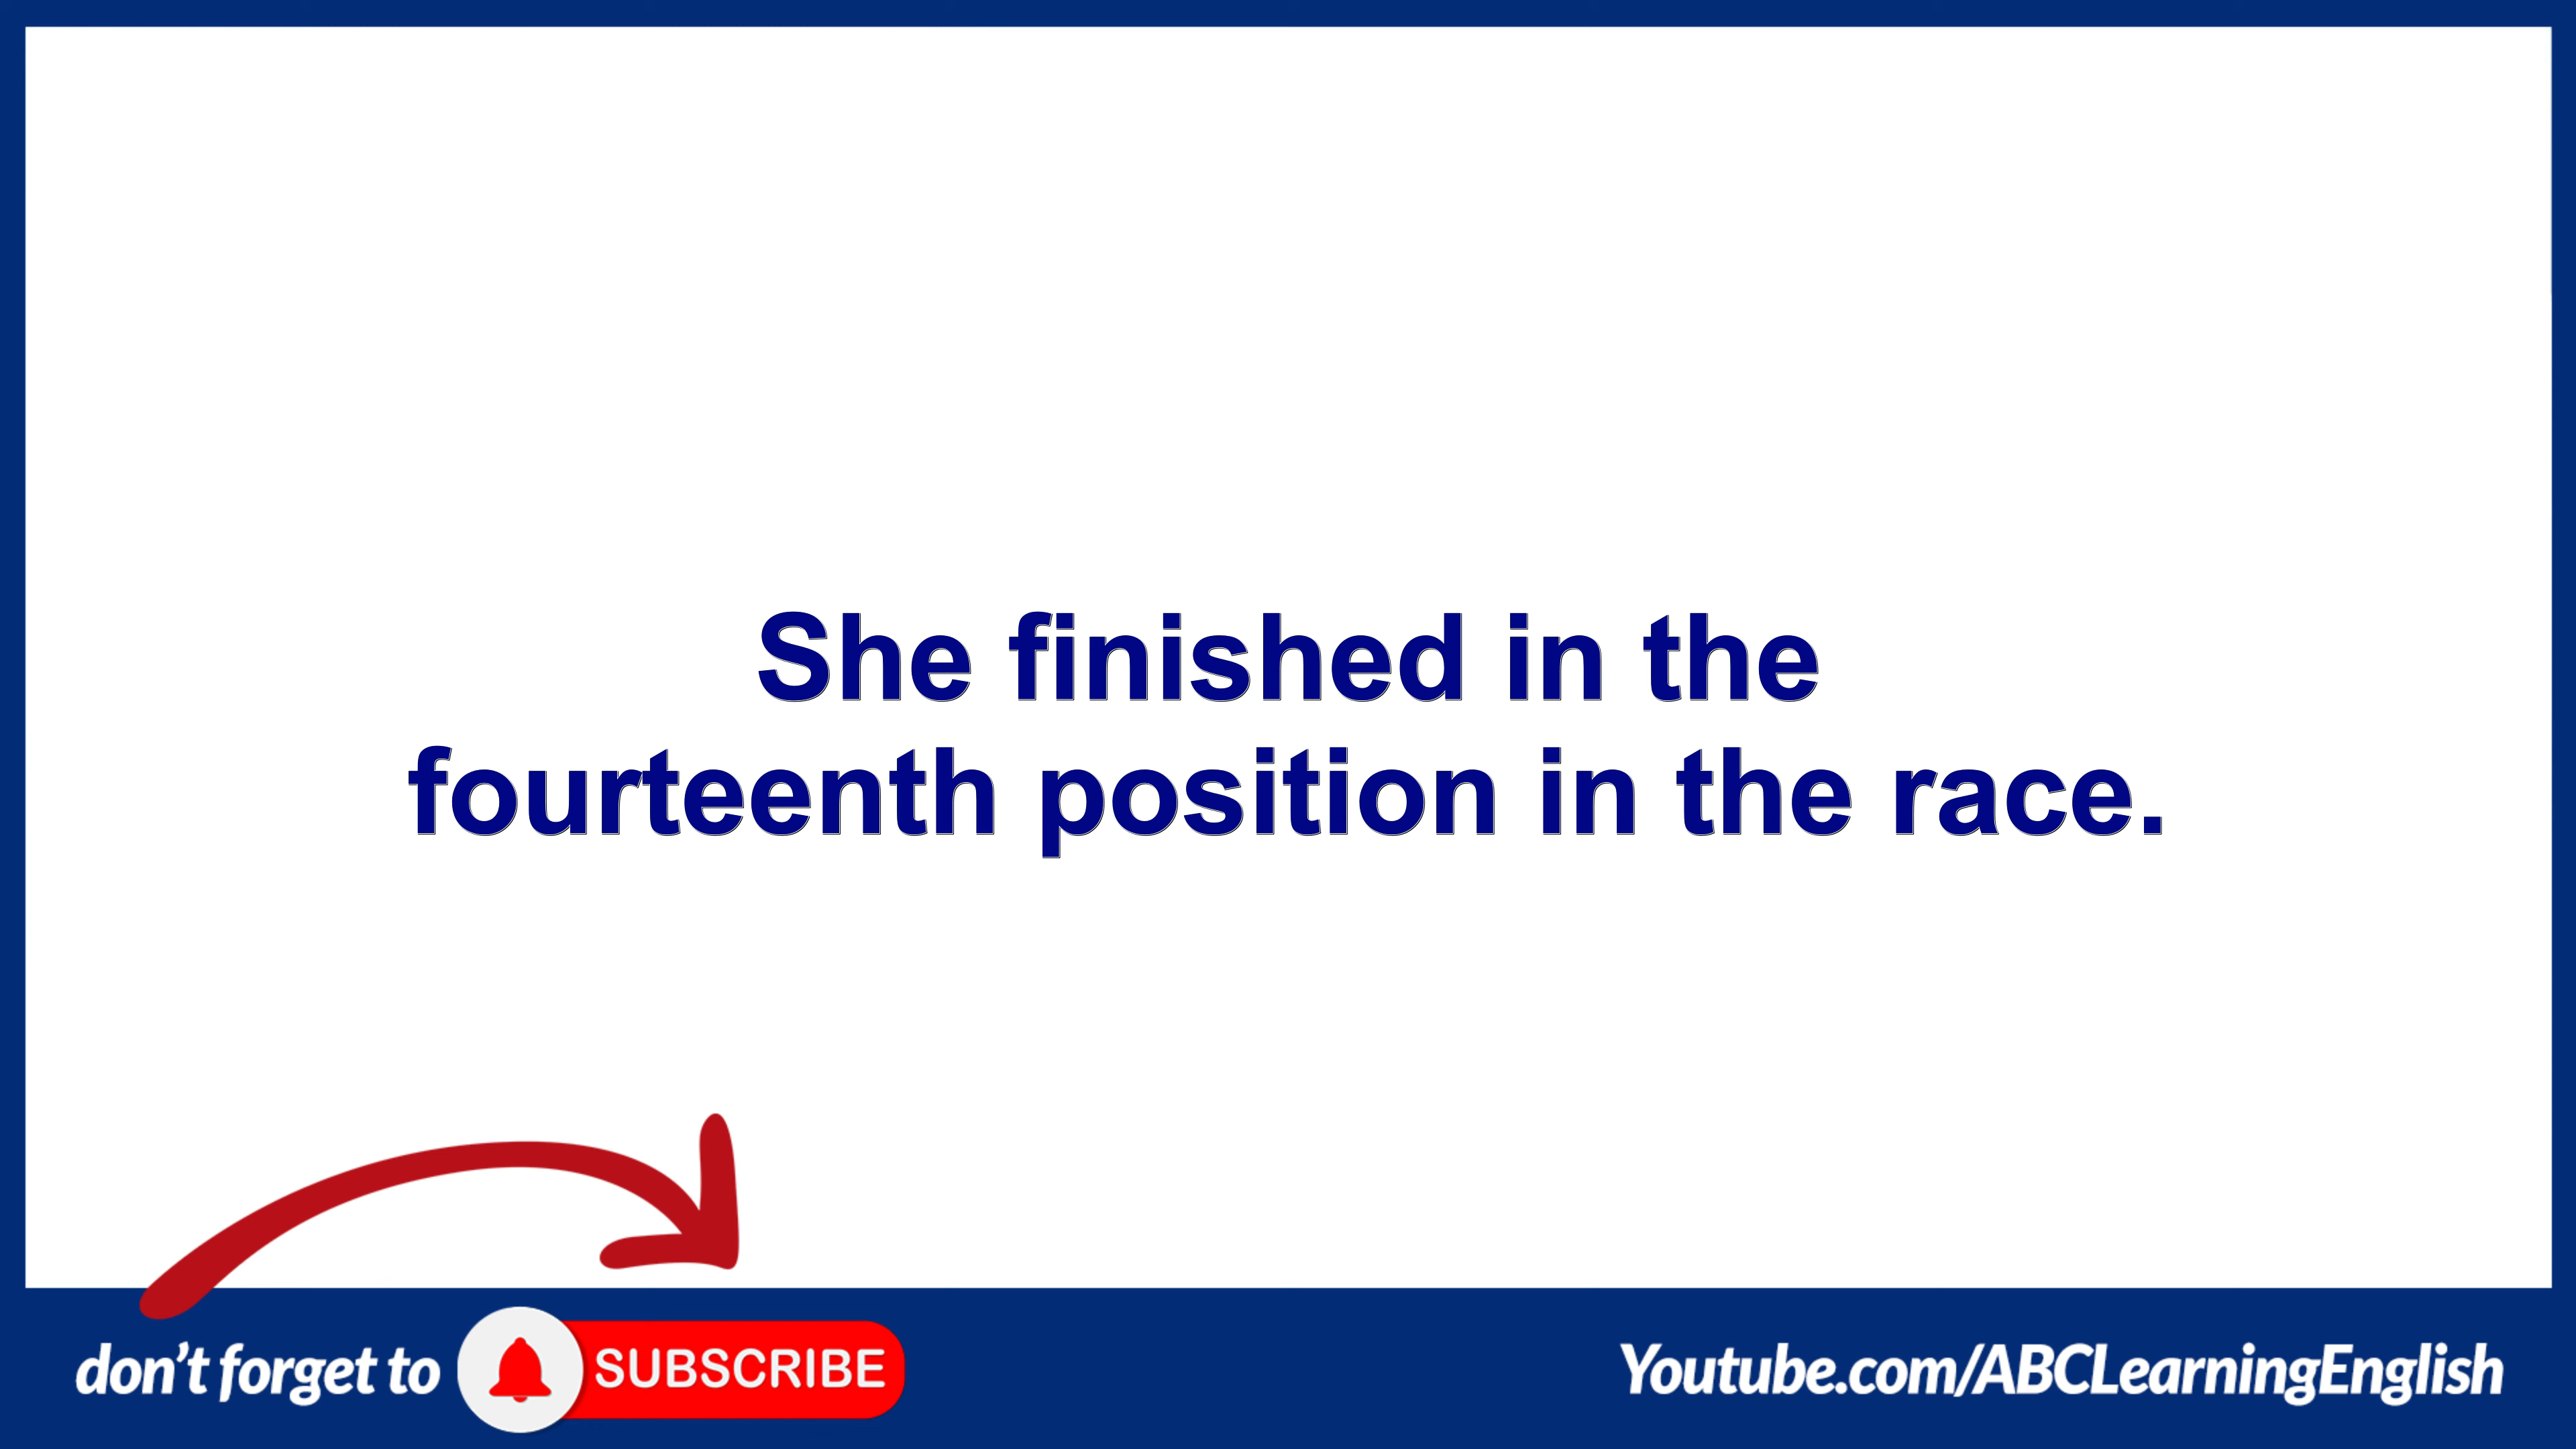 She finished in the
fourteenth position in the race.
don't forget to SUBSCRIBE
Youtube.com/ABCLearningEnglish